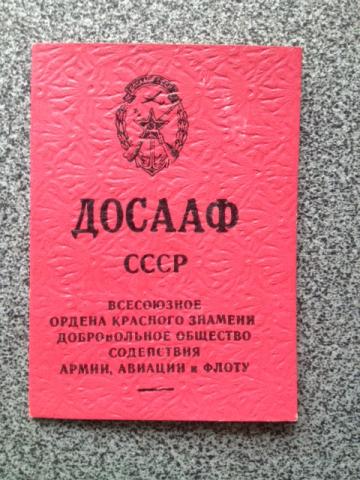 ДОСААФ
СССР
ВСЕСОЮЗНОЕ
ОРДЕНА КРАСНОГО ЗНАМЕНИ
ДОБРОВОЛЬНОЕ ОБЩЕСТВО
СОДЕЙСТВИЯ
АРМИИ, АВИАЦИИ и ФЛОТУ